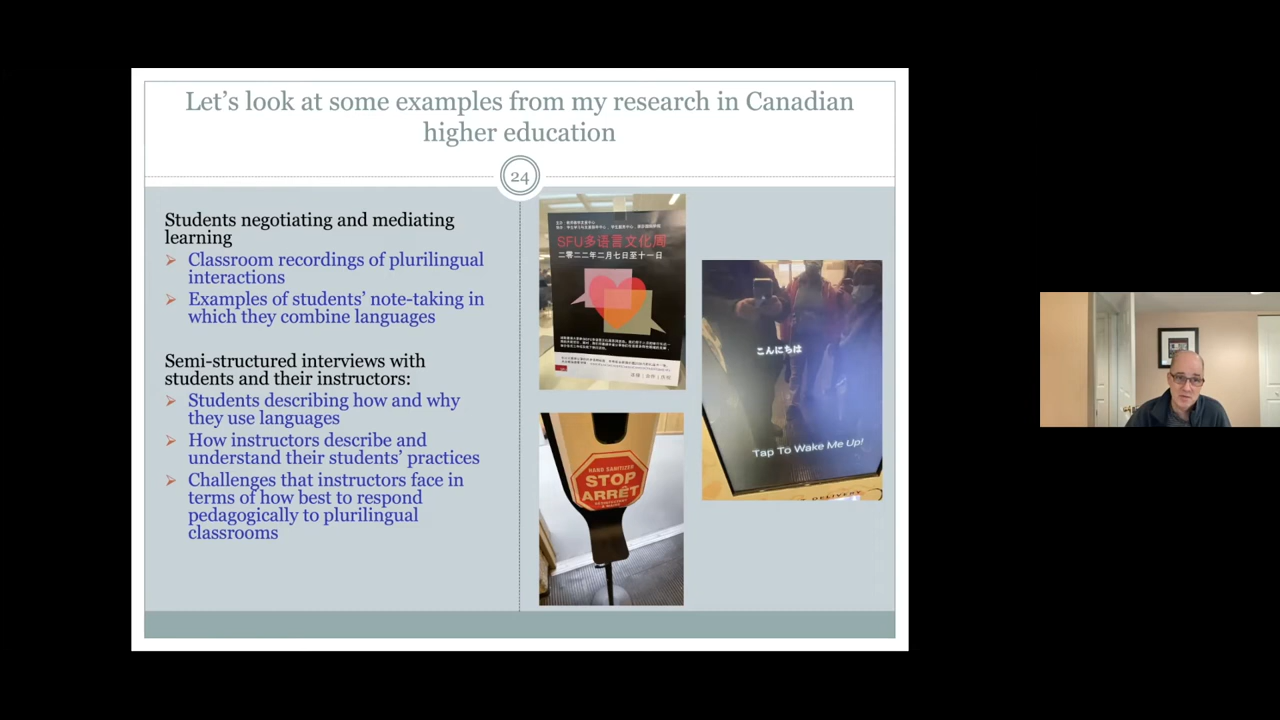 Let's look at some examples from my research in Canadian
higher education
24
Students negotiating and mediating
learning
Classroom recordings of plurilingual
interactions
Examples of students' note-taking in
which they combine languages
Semi-structured interviews with
students and their instructors:
Students describing how and why
they use languages
How instructors describe and
understand their students' practices
Challenges that instructors face in
terms of how best to respond
pedagogically to plurilingual
classrooms
SFU多语言文化周
二零二二年二月七日至十一日
HAND SANITIZER
STOP
ARRÊT
こんにちは
Tap To Wake Me Up!
DELIVERY